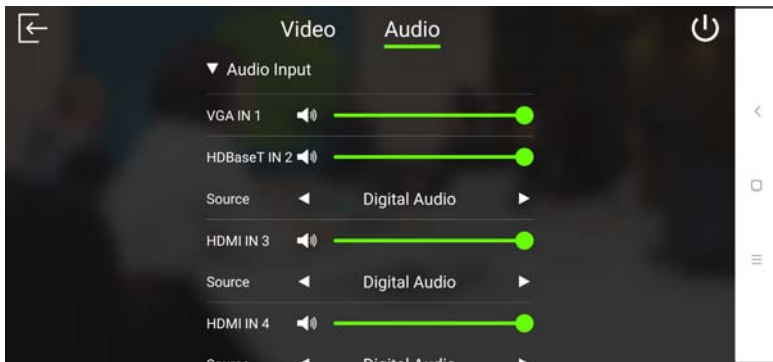 Video Audio
▼ Audio Input
VGA IN 1
HDBaseT IN 2
Source ◀ Digital Audio ▶
HDMI IN 3
Source ◀ Digital Audio ▶
HDMI IN 4